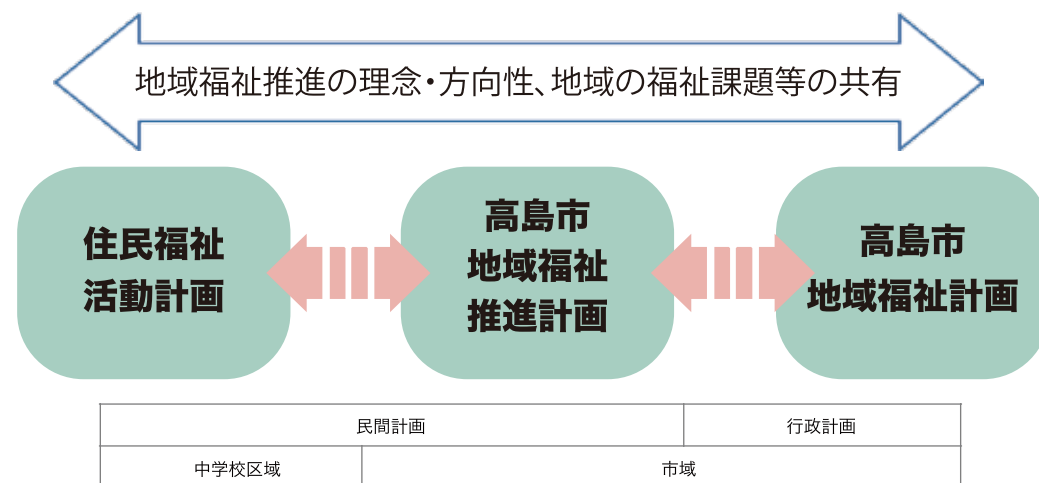 地域福祉推進の理念・方向性、地域の福祉課題等の共有
住民福祉
活動計画
高島市
地域福祉
推進計画
高島市
地域福祉計画
民間計画
行政計画
中学校区域
市域